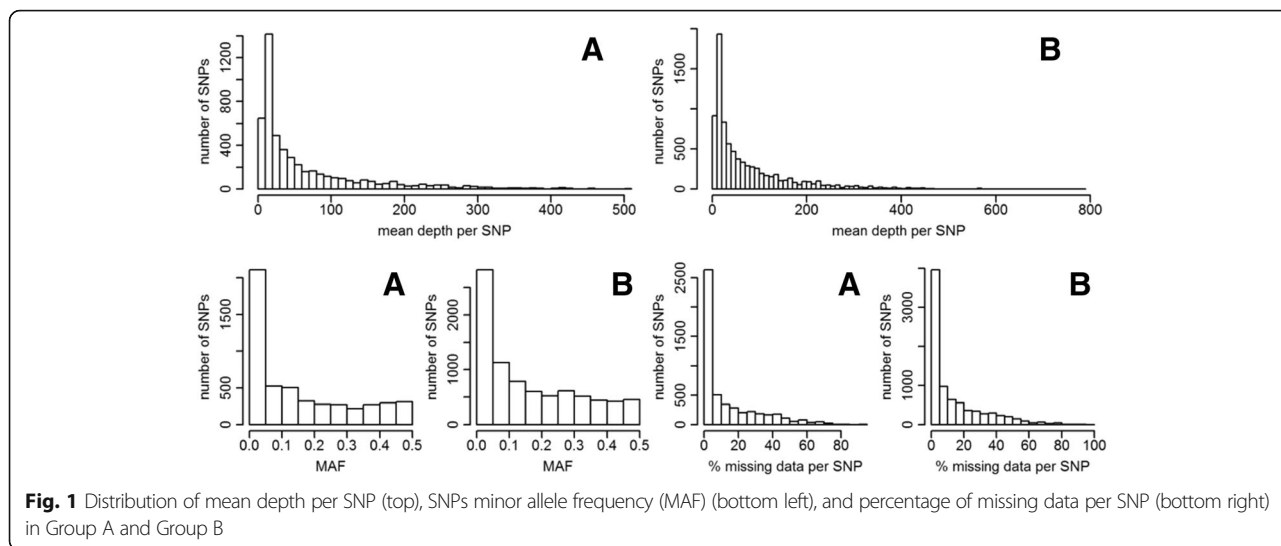 A
number of SNPs
0
400
800
1200
0 100 200 300 400 500
mean depth per SNP
B
number of SNPs
0
500
1500
0 200 400 600 800
mean depth per SNP
A
number of SNPs
0
500
1500
0.0 0.1 0.2 0.3 0.4 0.5
MAF
B
number of SNPs
0
1000
2000
0.0 0.1 0.2 0.3 0.4 0.5
MAF
A
number of SNPs
0
500
1500
2500
0 20 40 60 80
% missing data per SNP
B
number of SNPs
0
1000
3000
0 20 40 60 80 100
% missing data per SNP
Fig. 1 Distribution of mean depth per SNP (top), SNPs minor allele frequency (MAF) (bottom left), and percentage of missing data per SNP (bottom right)
in Group A and Group B